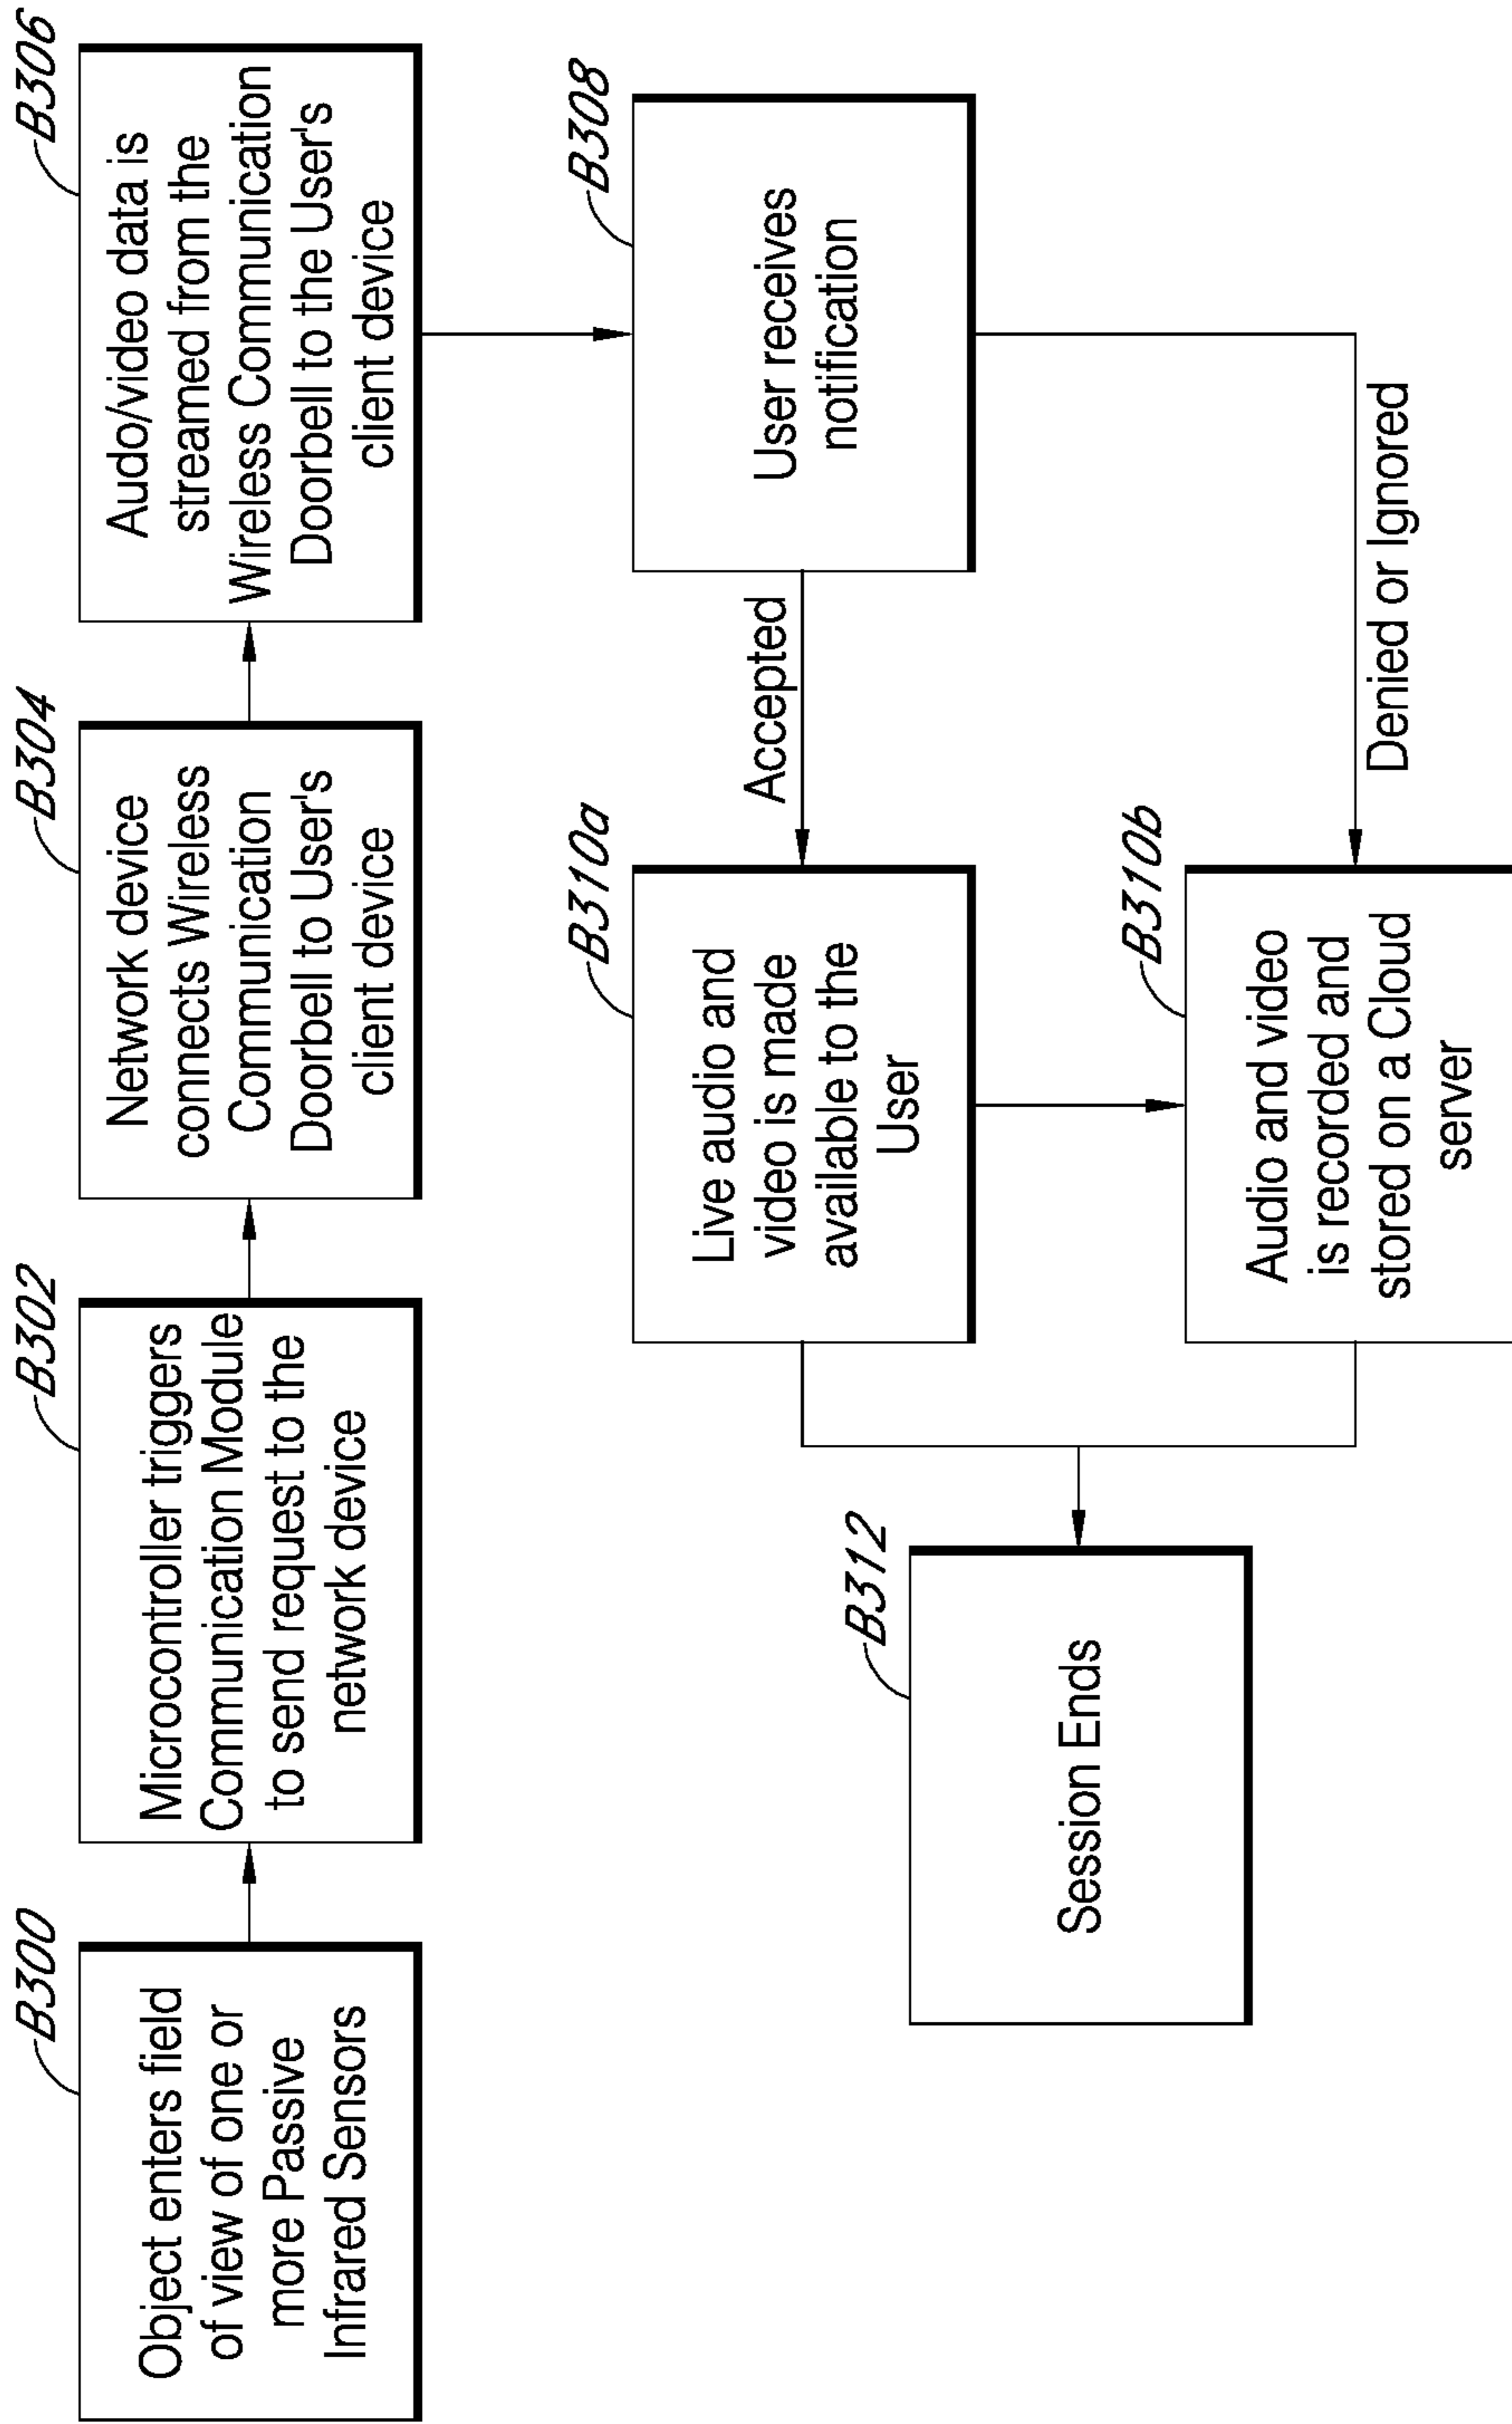 B300
Object enters field
of view of one or
more Passive
Infrared Sensors
B302
Microcontroller triggers
Communication Module
to send request to the
network device
B304
Network device
connects Wireless
Communication
Doorbell to User's
client device
B306
Audo/video data is
streamed from the
Wireless Communication
Doorbell to the User's
client device
B308
User receives
notification
Accepted
Denied or Ignored
B310a
Live audio and
video is made
available to the
User
B310b
Audio and video
is recorded and
stored on a Cloud
server
B312
Session Ends